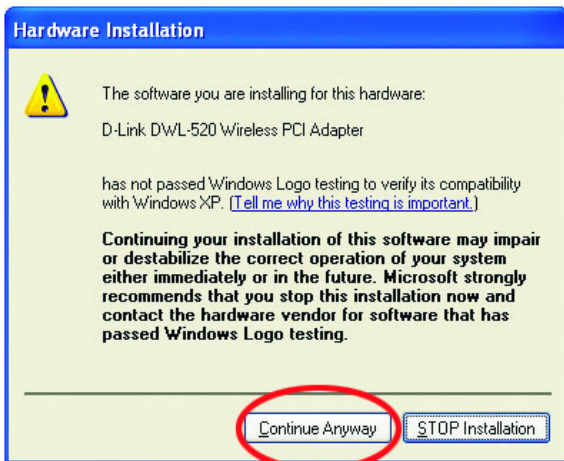 Hardware Installation
The software you are installing for this hardware:
D-Link DWL-520 Wireless PCI Adapter
has not passed Windows Logo testing to verify its compatibility
with Windows XP. (Tell me why this testing is important.)
Continuing your installation of this software may impair
or destabilize the correct operation of your system
either immediately or in the future. Microsoft strongly
recommends that you stop this installation now and
contact the hardware vendor for software that has
passed Windows Logo testing.
Continue Anyway
STOP Installation